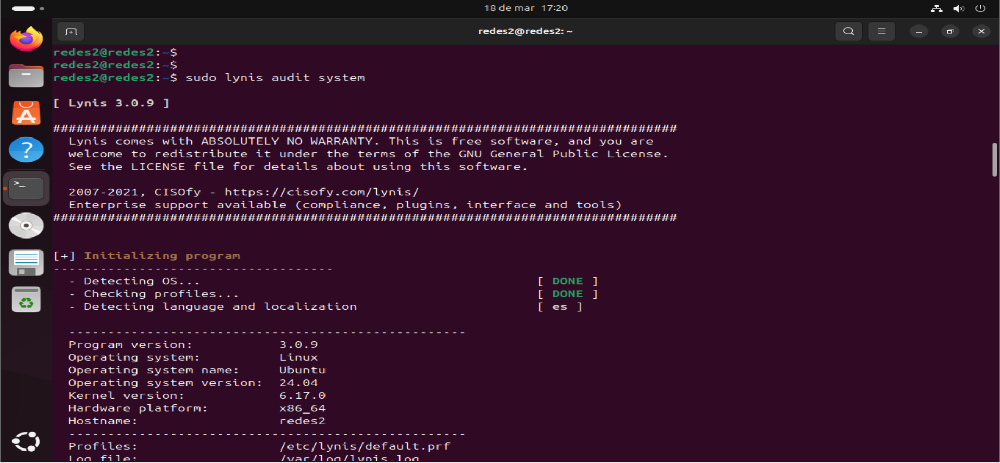 18 de mar 17:20
redes2@redes2: ~
redes2@redes2:~$
redes2@redes2:~$
redes2@redes2:~$ sudo lynis audit system
[ Lynis 3.0.9 ]
################################################################################
Lynis comes with ABSOLUTELY NO WARRANTY. This is free software, and you are
welcome to redistribute it under the terms of the GNU General Public License.
See the LICENSE file for details about using this software.
2007-2021, CISOfy - https://cisofy.com/lynis/
Enterprise support available (compliance, plugins, interface and tools)
################################################################################
[+] Initializing program
------------------------------------
- Detecting OS... [ DONE ]
- Checking profiles... [ DONE ]
- Detecting language and localization [ es ]
---------------------------------------------------
Program version: 3.0.9
Operating system: Linux
Operating system name: Ubuntu
Operating system version: 24.04
Kernel version: 6.17.0
Hardware platform: x86_64
Hostname: redes2
---------------------------------------------------
Profiles: /etc/lynis/default.prf
Log file: /var/log/lynis.log